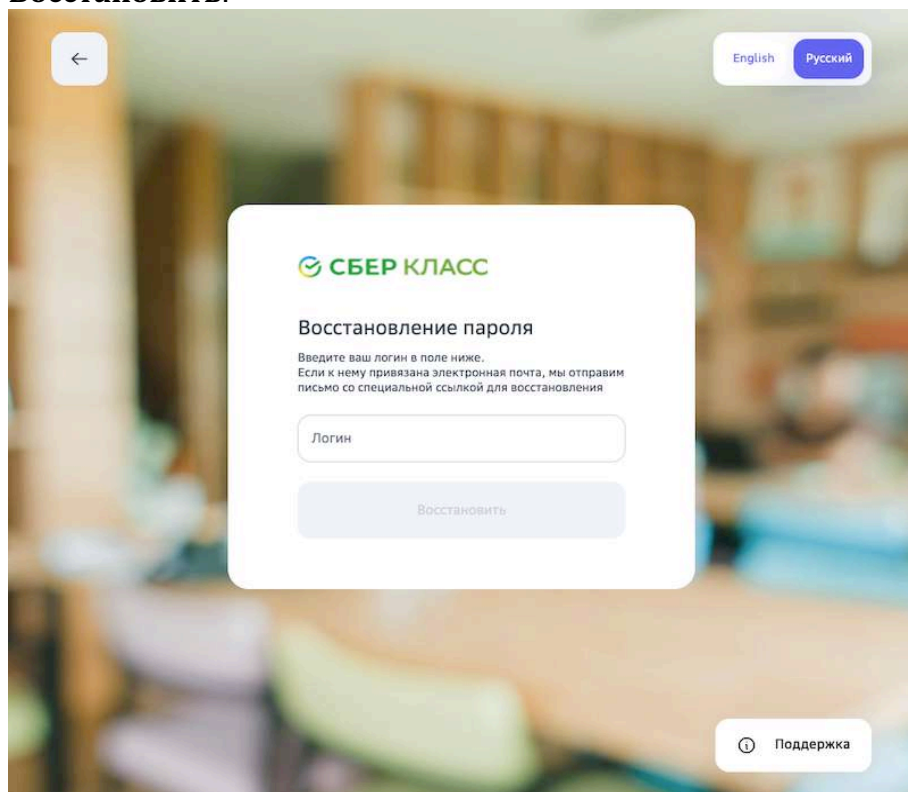 Восстановить.
English
Русский
СБЕР КЛАСС
Восстановление пароля
Введите ваш логин в поле ниже.
Если к нему привязана электронная почта, мы отправим
письмо со специальной ссылкой для восстановления
Логин
Восстановить
Поддержка